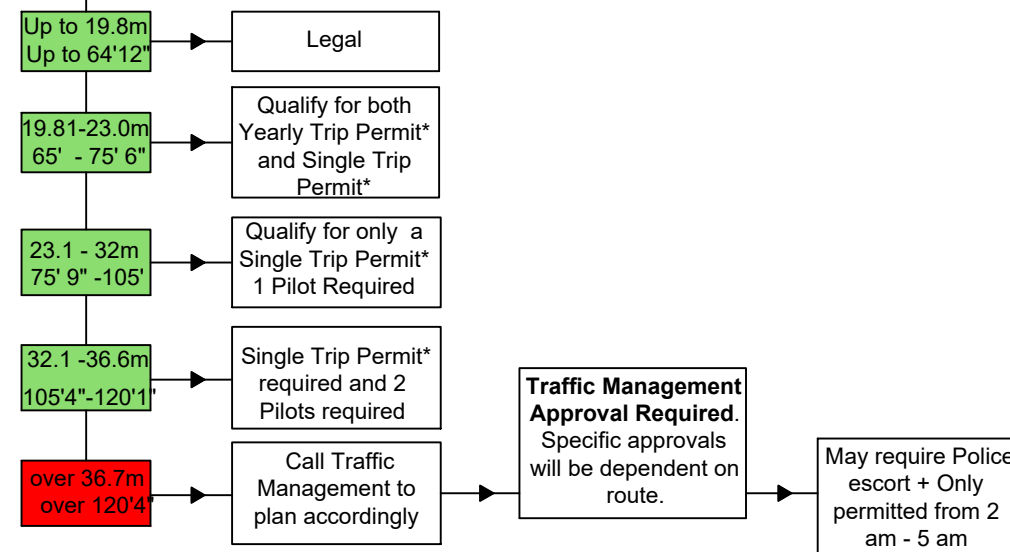 Up to 19.8m
Up to 64'12"
Legal
19.81-23.0m
65' - 75' 6"
Qualify for both
Yearly Trip Permit*
and Single Trip
Permit*
23.1 - 32m
75' 9" -105'
Qualify for only a
Single Trip Permit*
1 Pilot Required
32.1 -36.6m
105'4"-120'1"
Single Trip Permit*
required and 2
Pilots required
over 36.7m
over 120'4"
Call Traffic
Management to
plan accordingly
Traffic Management
Approval Required.
Specific approvals
will be dependent on
route.
May require Police
escort + Only
permitted from 2
am - 5 am